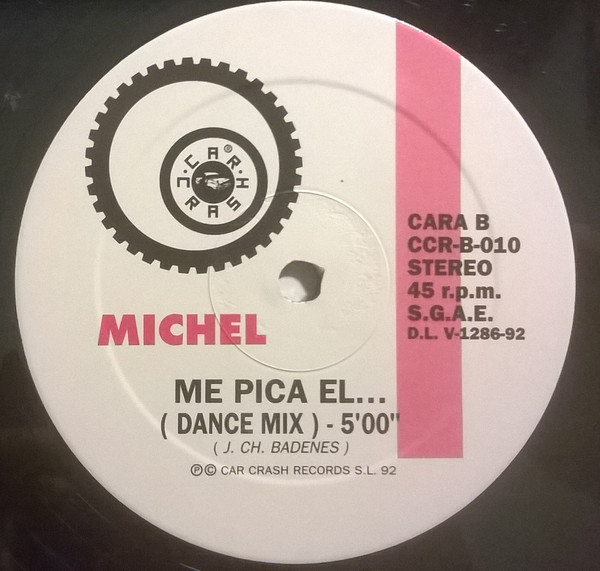 ·CAR®·
CRASH
CARA B
CCR-B-010
STEREO
45 r.p.m.
S.G.A.E.
D.L. V-1286-92
MICHEL
ME PICA EL...
( DANCE MIX ) - 5'00"
( J. CH. BADENES )
℗© CAR CRASH RECORDS S.L. 92